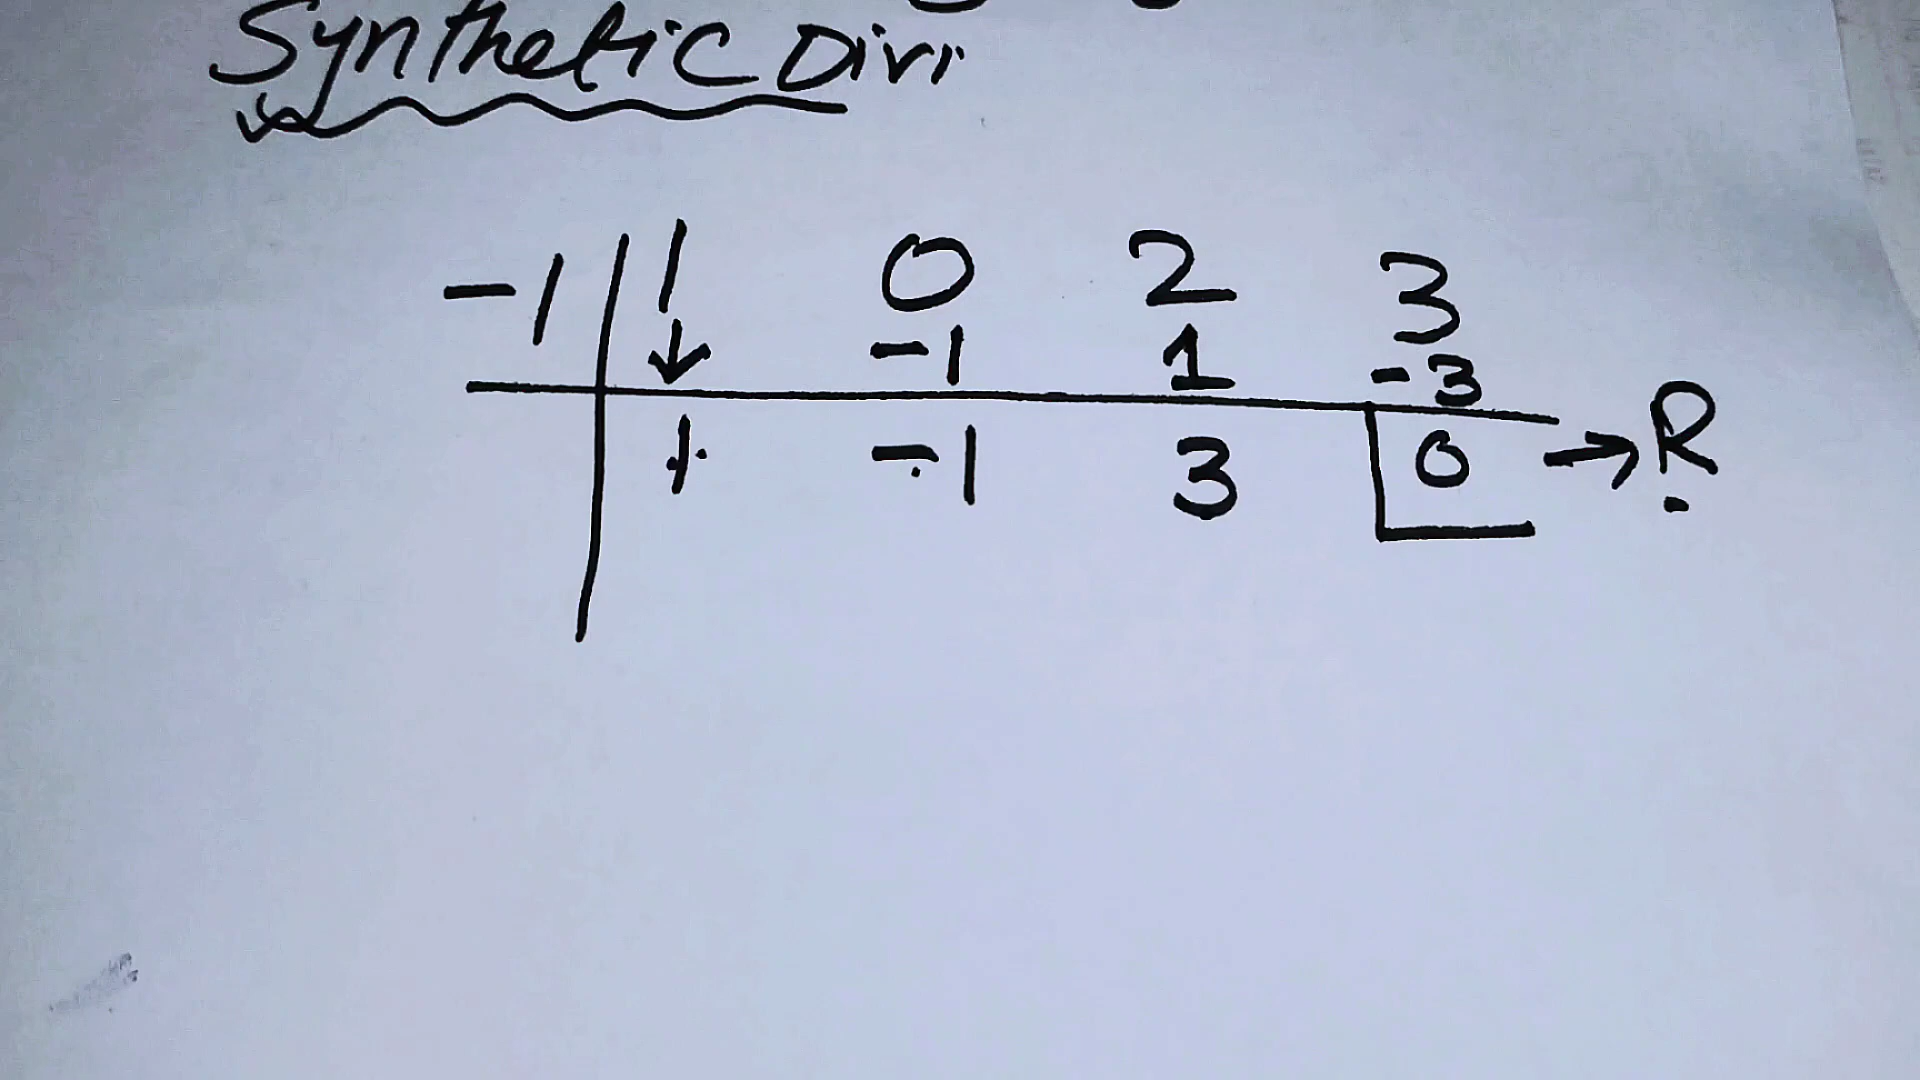 Synthetic Divi
-1 | 1 0 2 3
↓ -1 1 -3
1 -1 3 0 → R